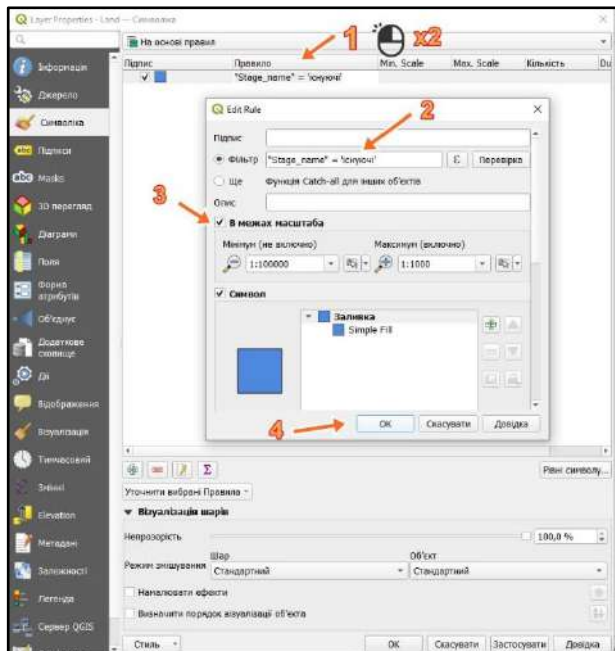 Layer Properties - Land — Символіка
На основі правил
Підпис Правило Min. Scale Max. Scale Кількість Du
"Stage_name" = 'існуючі'
1 x2
Інформація
Джерело
Символіка
Підписи
Masks
3D перегляд
Діаграми
Поля
Форма атрибутів
Об'єднує
Додаткове сховище
Дії
Відображення
Візуалізація
Тимчасовий
Змінні
Elevation
Метадані
Залежності
Легенда
Сервер QGIS
Edit Rule
2
Підпис
Фільтр "Stage_name" = 'існуючі' ε Перевірка
Ще Функція Catch-all для інших об'єктів
Опис
3
В межах масштаба
Мінімум (не включно) Максимум (включно)
1:100000 1:1000
Символ
Заливка
Simple Fill
4
OK Скасувати Довідка
Рівні символу...
Уточнити вибрані Правила
Візуалізація шарів
Непрозорість 100,0 %
Шар Об'єкт
Режим змішування Стандартний Стандартний
Намалювати ефекти
Визначити порядок візуалізації об'єкта
Стиль OK Скасувати Застосувати Довідка